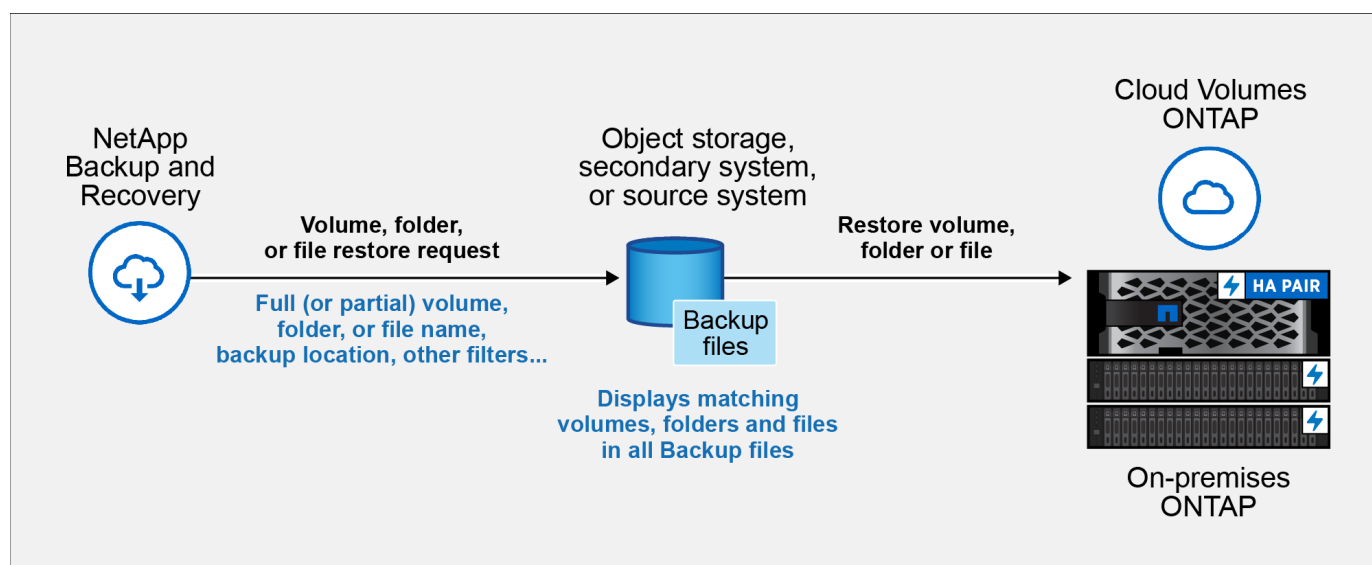 NetApp
Backup and
Recovery
Volume, folder,
or file restore request
Full (or partial) volume,
folder, or file name,
backup location, other filters...
Object storage,
secondary system,
or source system
Backup
files
Displays matching
volumes, folders and files
in all Backup files
Restore volume,
folder or file
Cloud Volumes
ONTAP
HA PAIR
On-premises
ONTAP